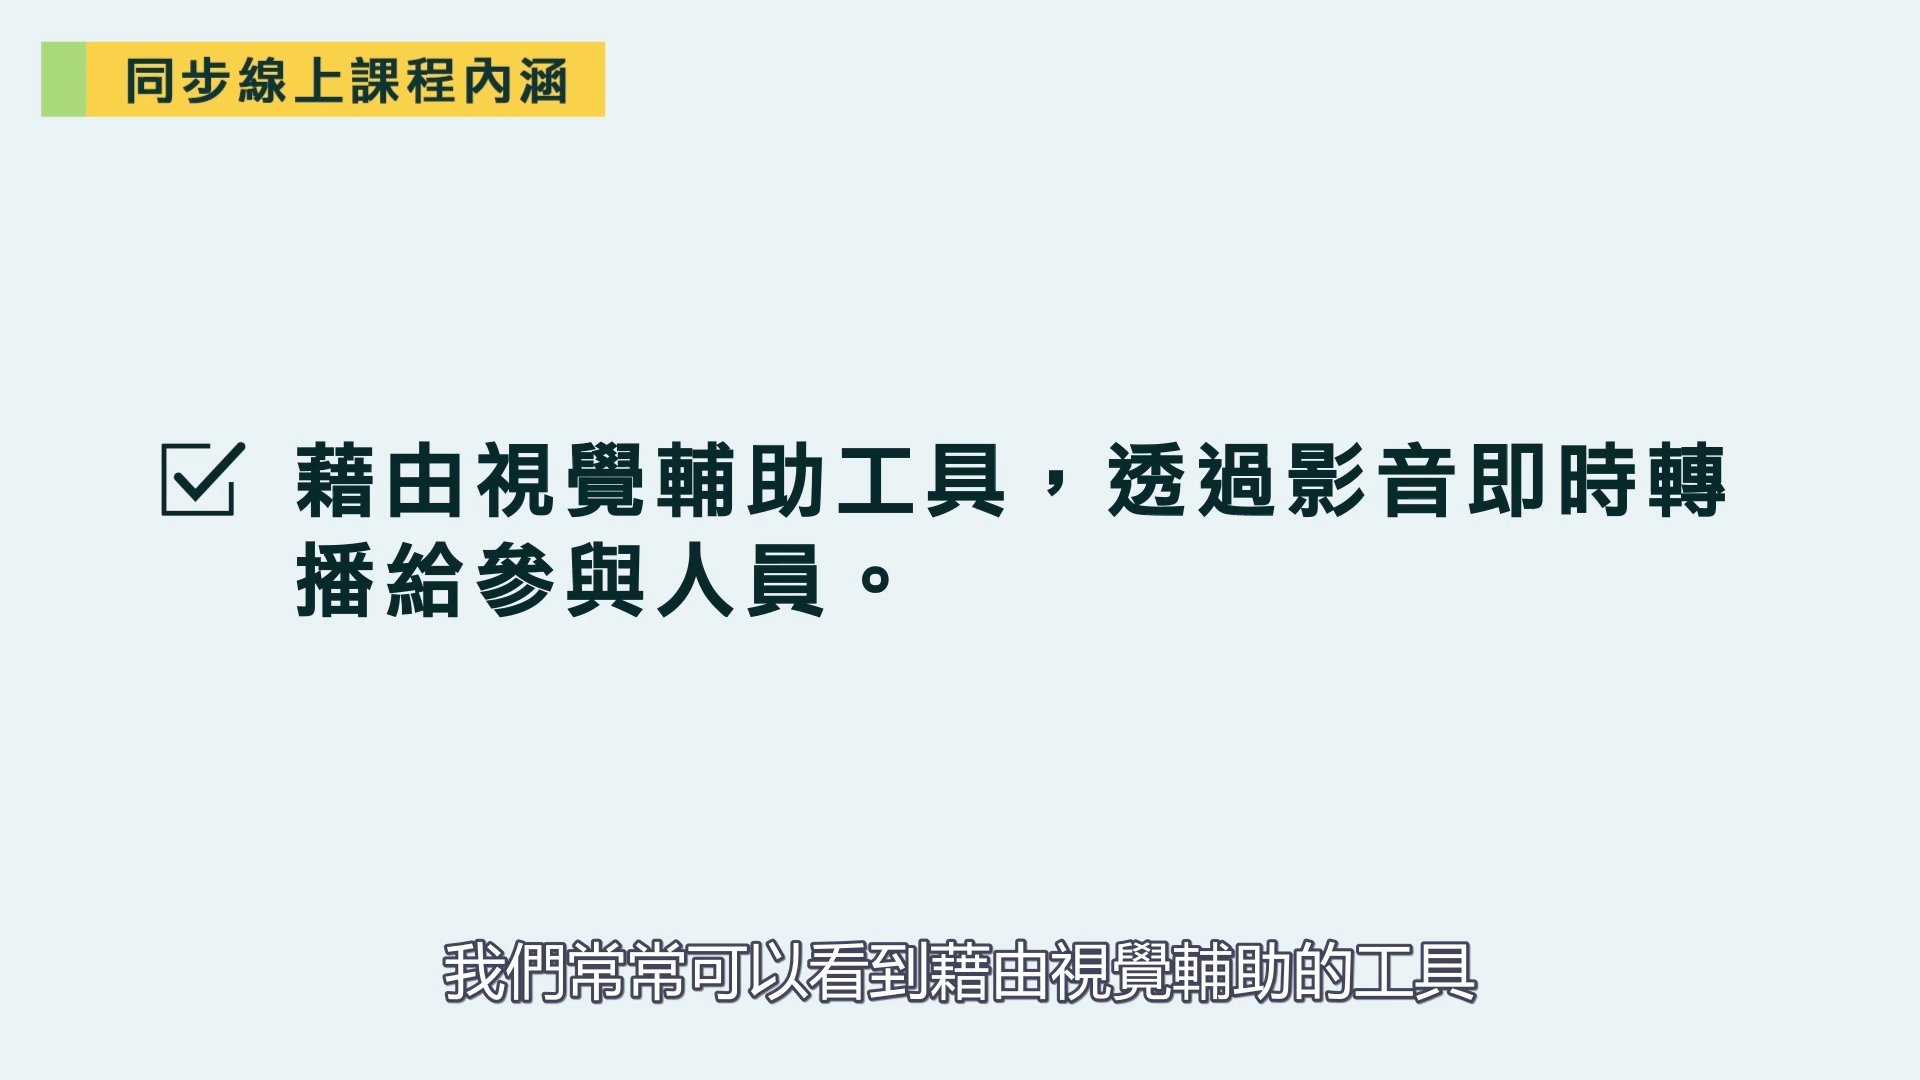 同步線上課程內涵
藉由視覺輔助工具，透過影音即時轉
播給參與人員。
我們常常可以看到藉由視覺輔助的工具